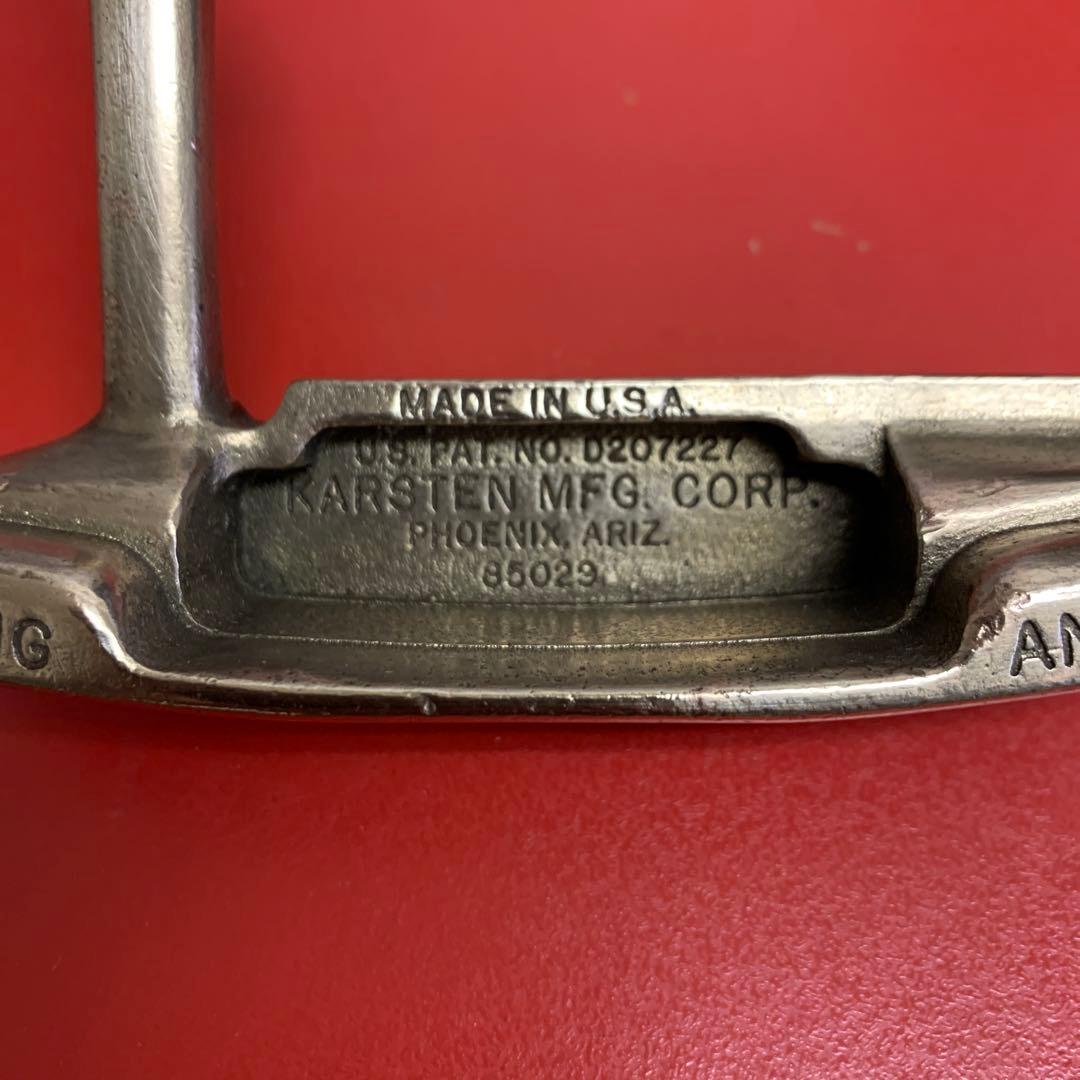 MADE IN U.S.A.
U.S. PAT. NO. D207227
KARSTEN MFG. CORP.
PHOENIX, ARIZ.
85029